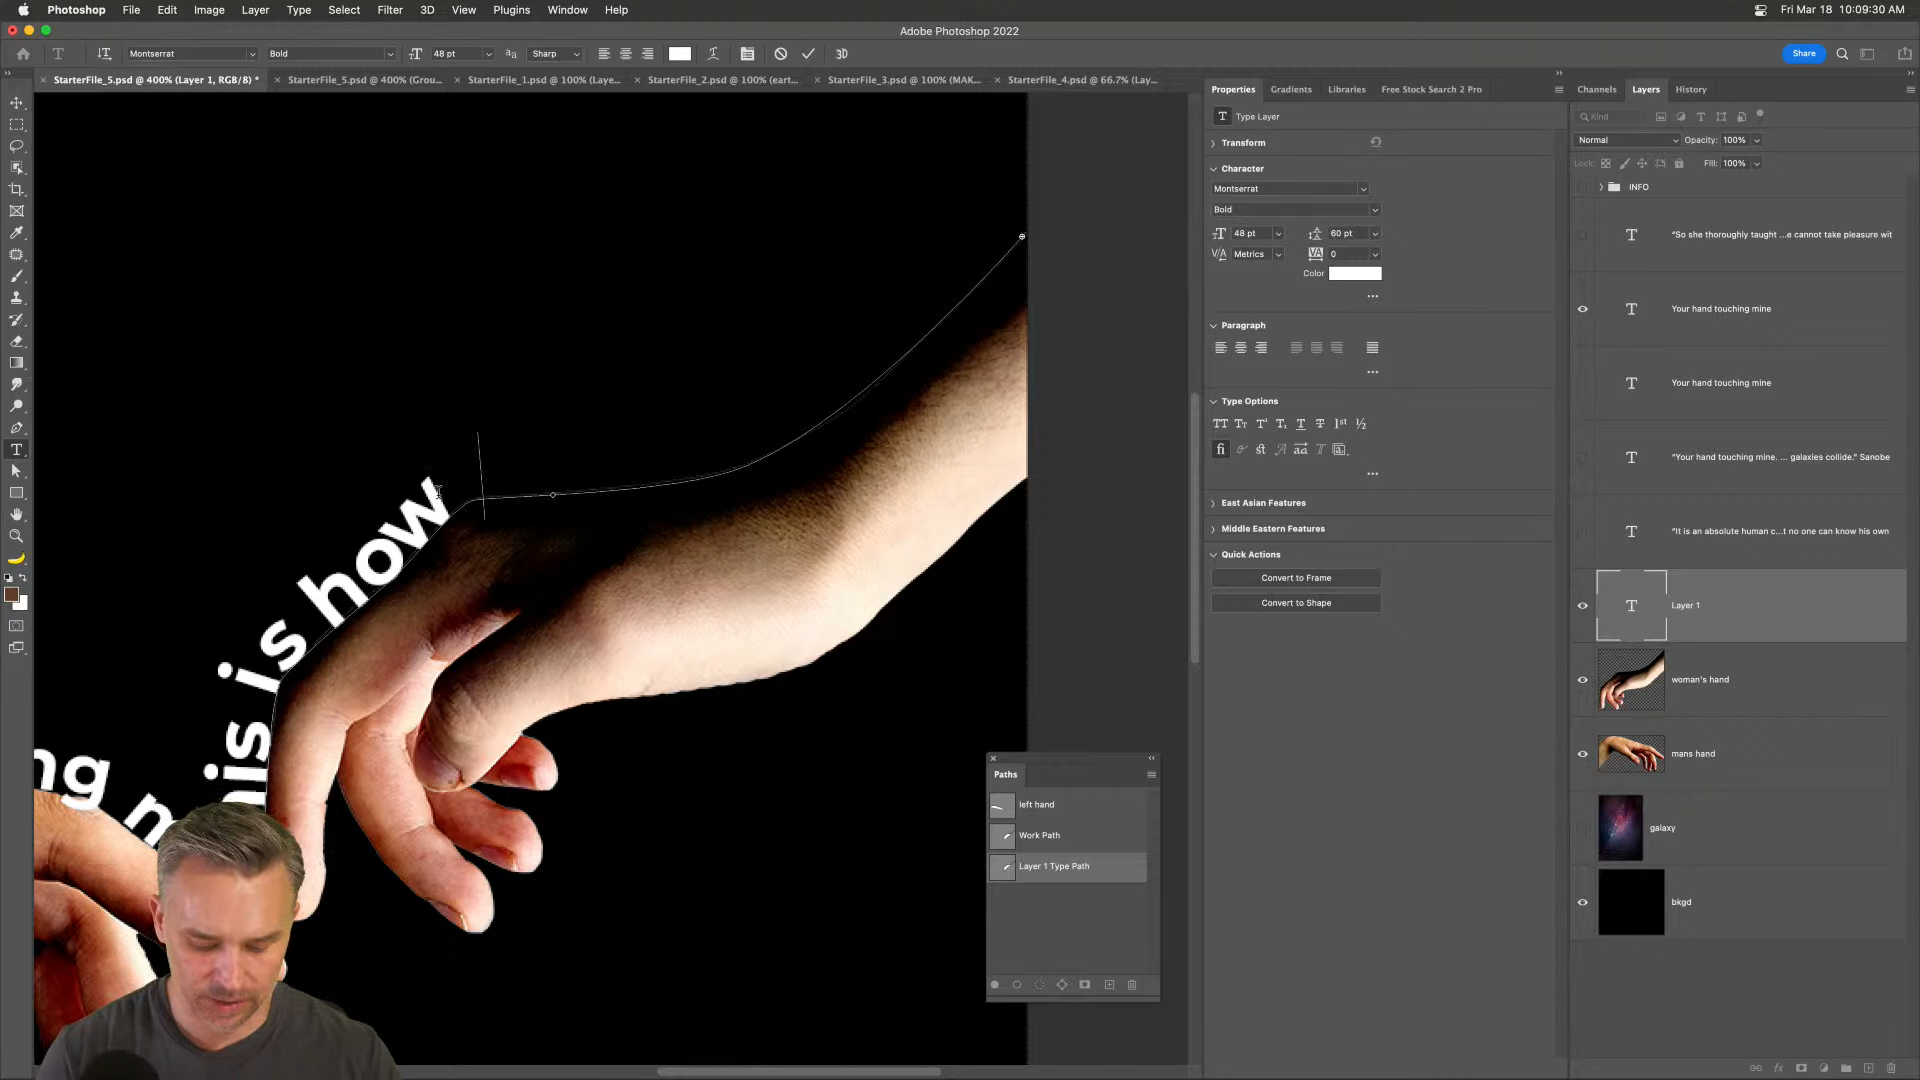 Photoshop File Edit Image Layer Type Select Filter 3D View Plugins Window Help Fri Mar 18 10:09:30 AM
Adobe Photoshop 2022
Montserrat Bold 48 pt Sharp Share
StarterFile_5.psd @ 400% (Layer 1, RGB/8) * StarterFile_5.psd @ 400% (Grou... StarterFile_1.psd @ 100% (Laye... StarterFile_2.psd @ 100% (eart... StarterFile_3.psd @ 100% (MAK... StarterFile_4.psd @ 66.7% (Lay...
Properties Gradients Libraries Free Stock Search 2 Pro
Type Layer
Transform
Character
Montserrat
Bold
48 pt 60 pt
Metrics 0
Color
Paragraph
Type Options
East Asian Features
Middle Eastern Features
Quick Actions
Convert to Frame
Convert to Shape
Channels Layers History
Kind
Normal Opacity: 100%
Lock: Fill: 100%
INFO
"So she thoroughly taught ...e cannot take pleasure wit
Your hand touching mine
Your hand touching mine
"Your hand touching mine. ... galaxies collide." Sanobe
"It is an absolute human c...t no one can know his own
Layer 1
woman's hand
mans hand
galaxy
bkgd
Paths
left hand
Work Path
Layer 1 Type Path
ng m
his is how